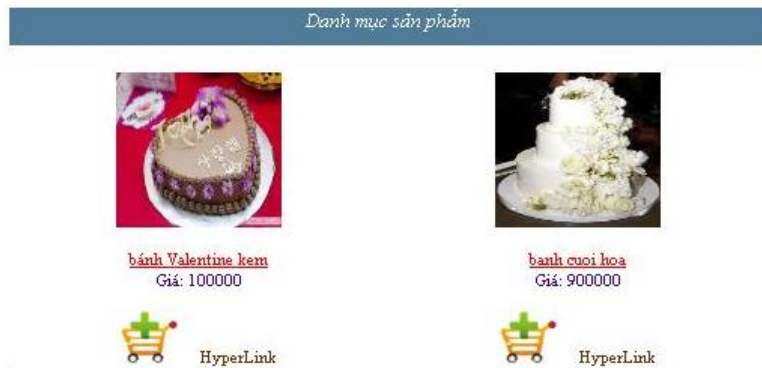 Danh mục sản phẩm
bánh Valentine kem
Giá: 100000
HyperLink
banh cuoi hoa
Giá: 900000
HyperLink